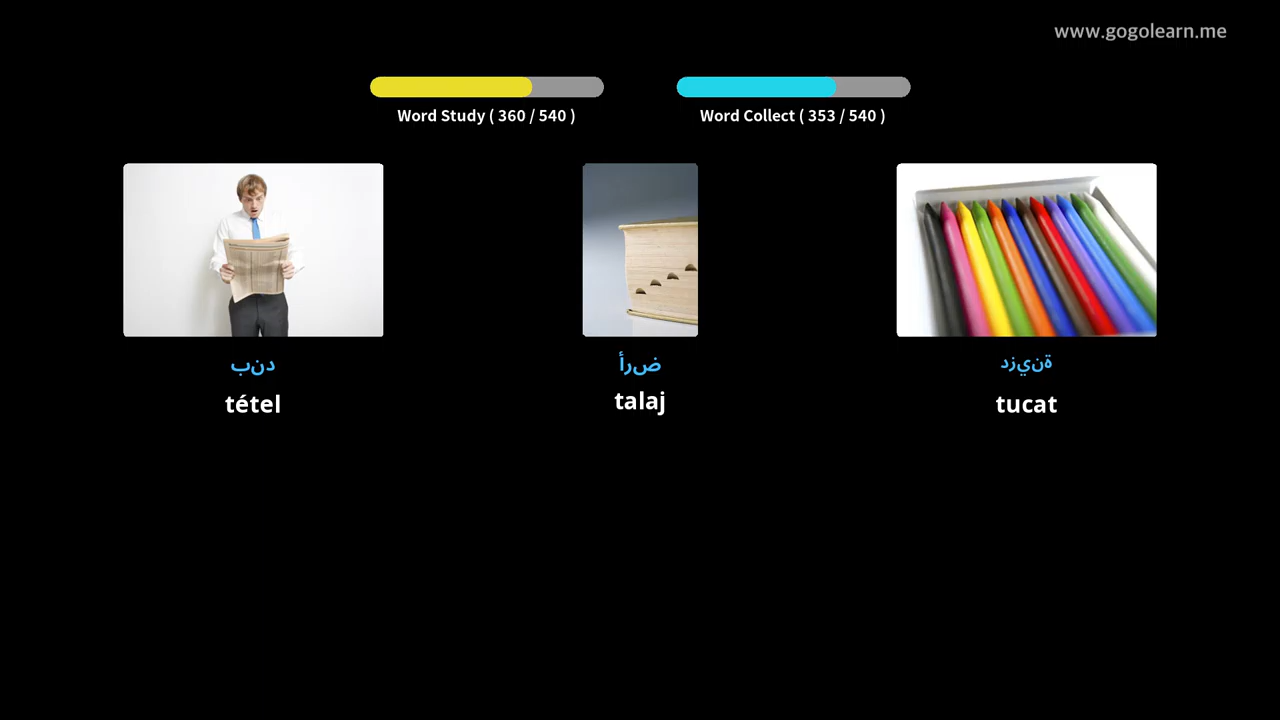 www.gogolearn.me
Word Study ( 360 / 540 )
Word Collect ( 353 / 540 )
دنب
tétel
ضرأ
talaj
ةنيزد
tucat